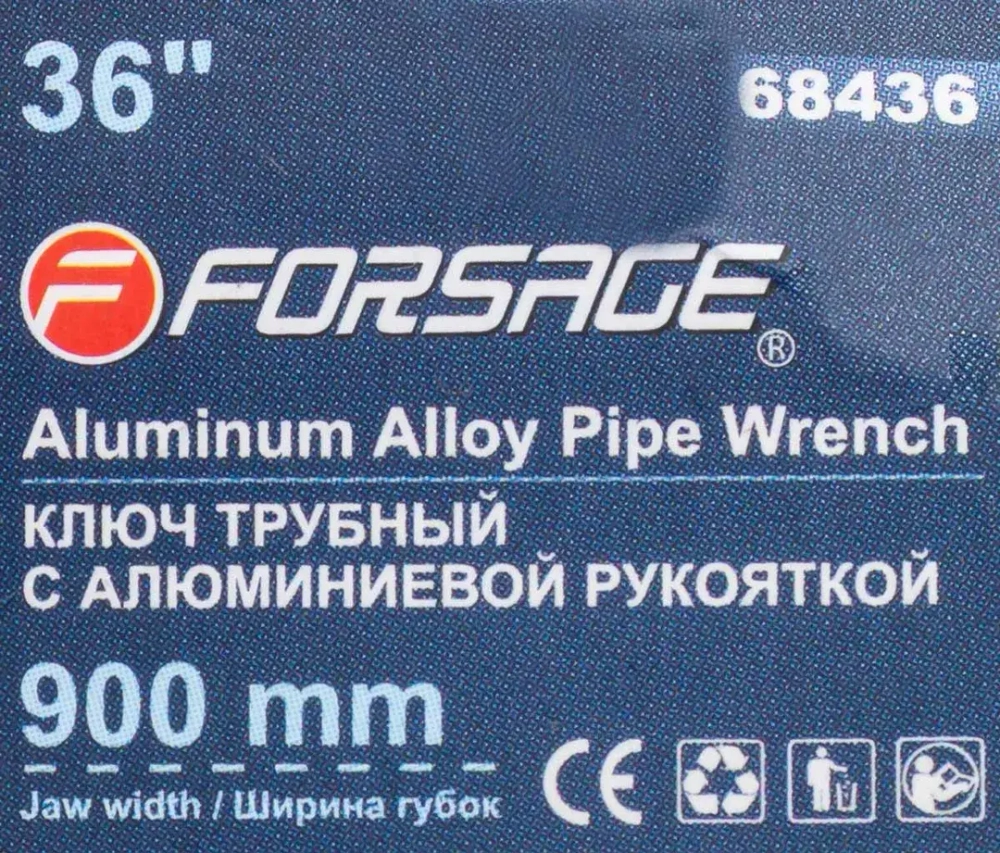 36"
68436
F FORSAGE ®
Aluminum Alloy Pipe Wrench
КЛЮЧ ТРУБНЫЙ
С АЛЮМИНИЕВОЙ РУКОЯТКОЙ
900 mm
Jaw width / Ширина губок
CE